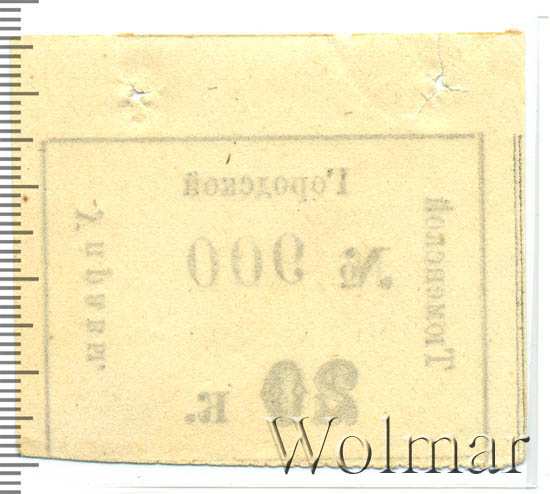 Тюменской
Городской
Управы.
№ 900
20 к.
Wolmar